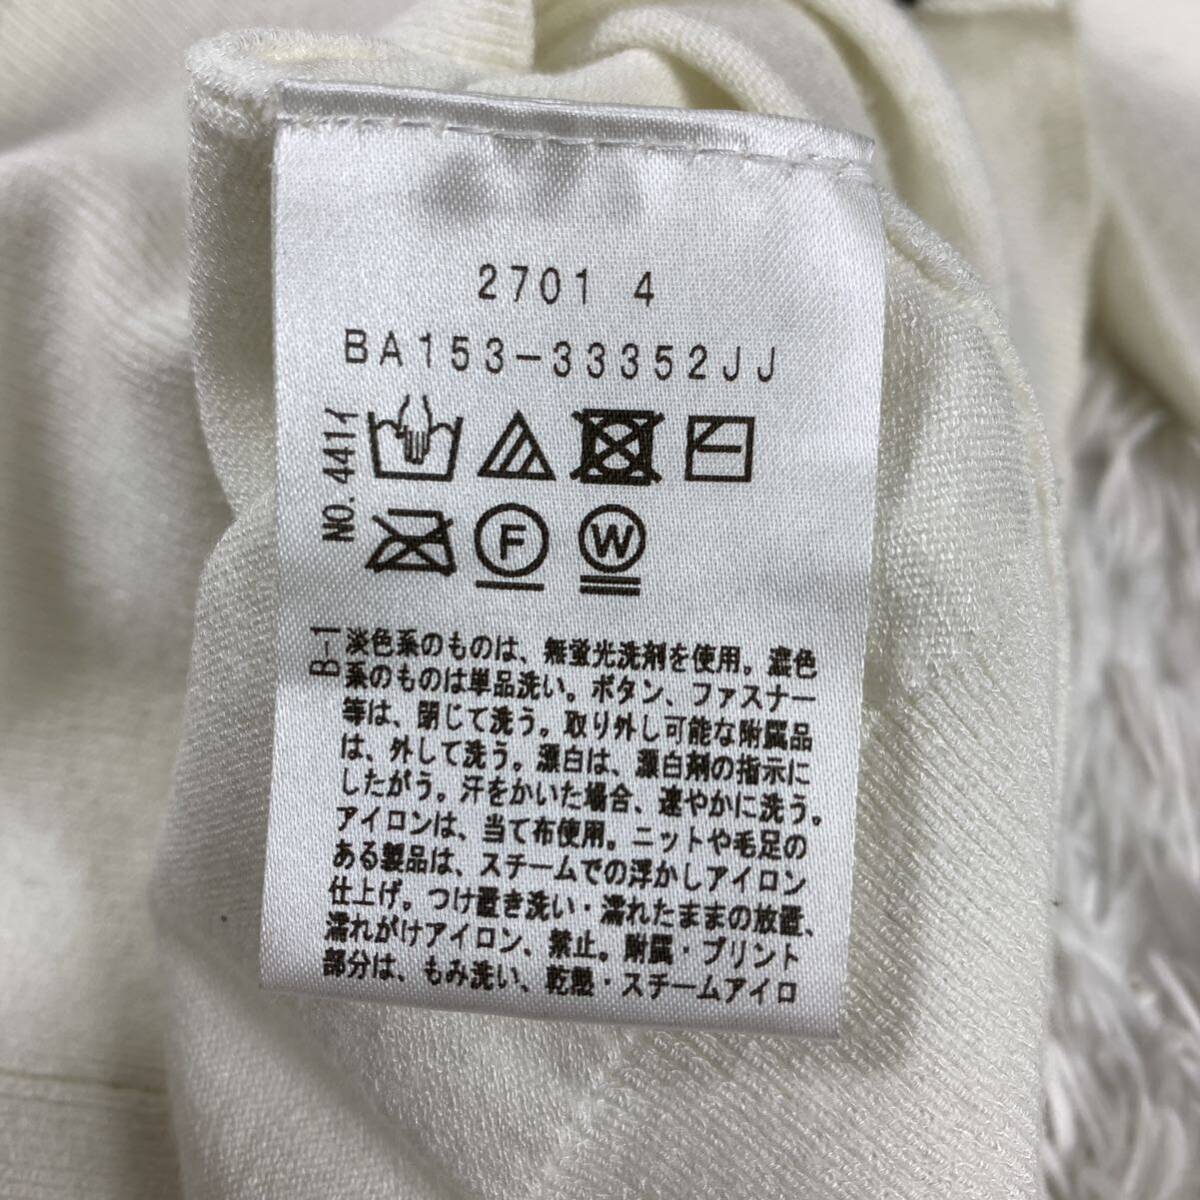 2701 4
BA153-33352JJ
NO.441イ
F
W
B-1
淡色系のものは、無蛍光洗剤を使用。濃色
系のものは単品洗い。ボタン、ファスナー
等は、閉じて洗う。取り外し可能な附属品
は、外して洗う。漂白は、漂白剤の指示に
したがう。汗をかいた場合、速やかに洗う。
アイロンは、当て布使用。ニットや毛足の
ある製品は、スチームでの浮かしアイロン
仕上げ。つけ置き洗い・濡れたままの放置、
濡れがけアイロン、禁止。附属・プリント
部分は、もみ洗い、乾熱・スチームアイロ